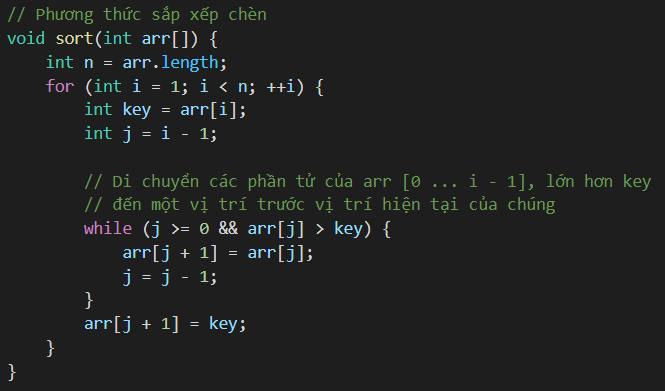 // Phương thức sắp xếp chèn
void sort(int arr[]) {
    int n = arr.length;
    for (int i = 1; i < n; ++i) {
        int key = arr[i];
        int j = i - 1;

        // Di chuyển các phần tử của arr [0 ... i - 1], lớn hơn key
        // đến một vị trí trước vị trí hiện tại của chúng
        while (j >= 0 && arr[j] > key) {
            arr[j + 1] = arr[j];
            j = j - 1;
        }
        arr[j + 1] = key;
    }
}